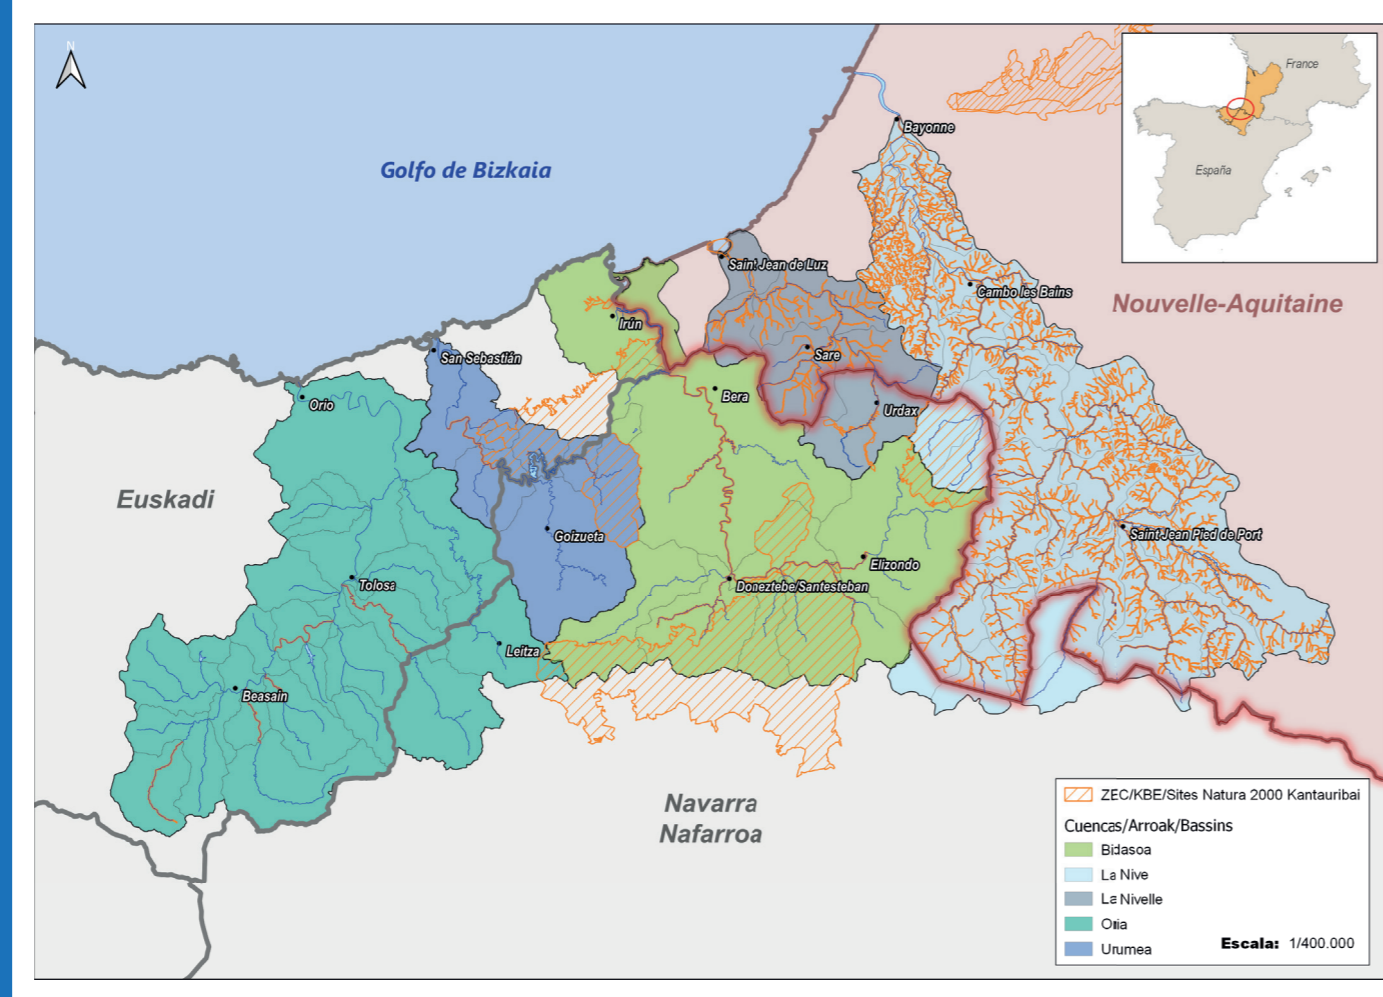 N
France
España
Bayonne
Golfo de Bizkaia
Saint Jean de Luz
Cambo les Bains
Nouvelle-Aquitaine
Irún
San Sebastián
Sare
Bera
Orio
Urdax
Euskadi
Goizueta
Saint Jean Pied de Port
Elizondo
Tolosa
Doneztebe/Santesteban
Leitza
Beasain
Navarra
Nafarroa
ZEC/KBE/Sites Natura 2000 Kantauribai
Cuencas/Arroak/Bassins
Bidasoa
La Nive
La Nivelle
Oria
Urumea
Escala: 1/400.000